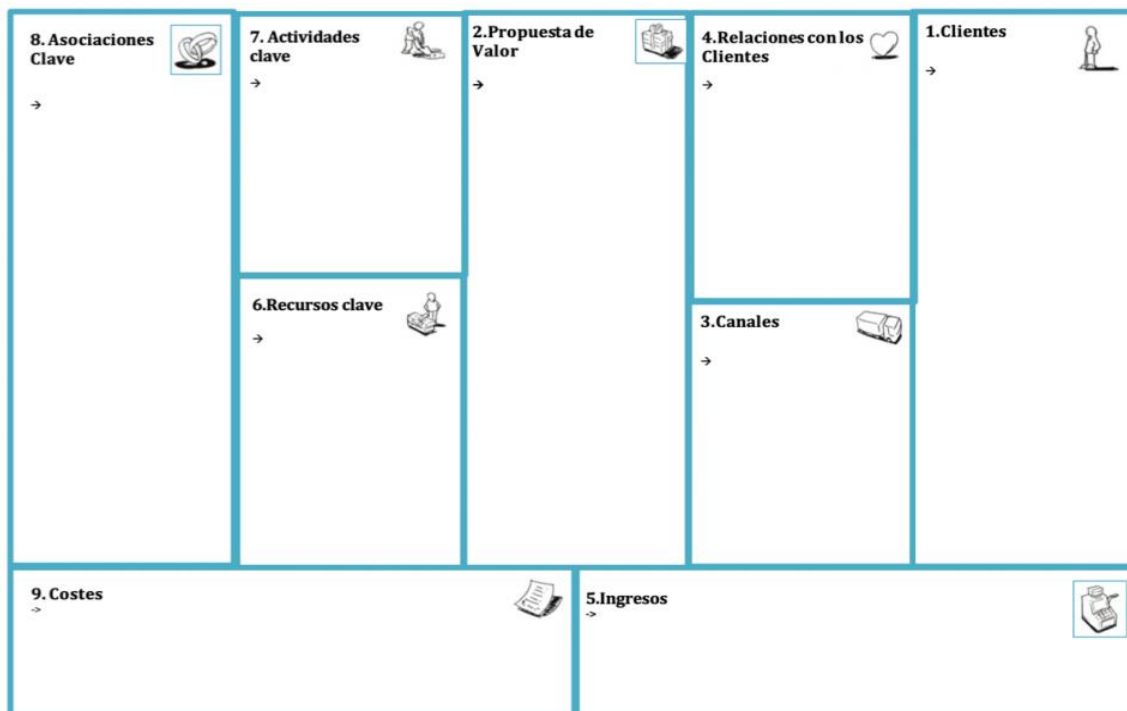 8. Asociaciones
Clave
→
7. Actividades
clave
→
2.Propuesta de
Valor
→
4.Relaciones con los
Clientes
→
1.Clientes
→
6.Recursos clave
→
3.Canales
→
9. Costes
->
5.Ingresos
->